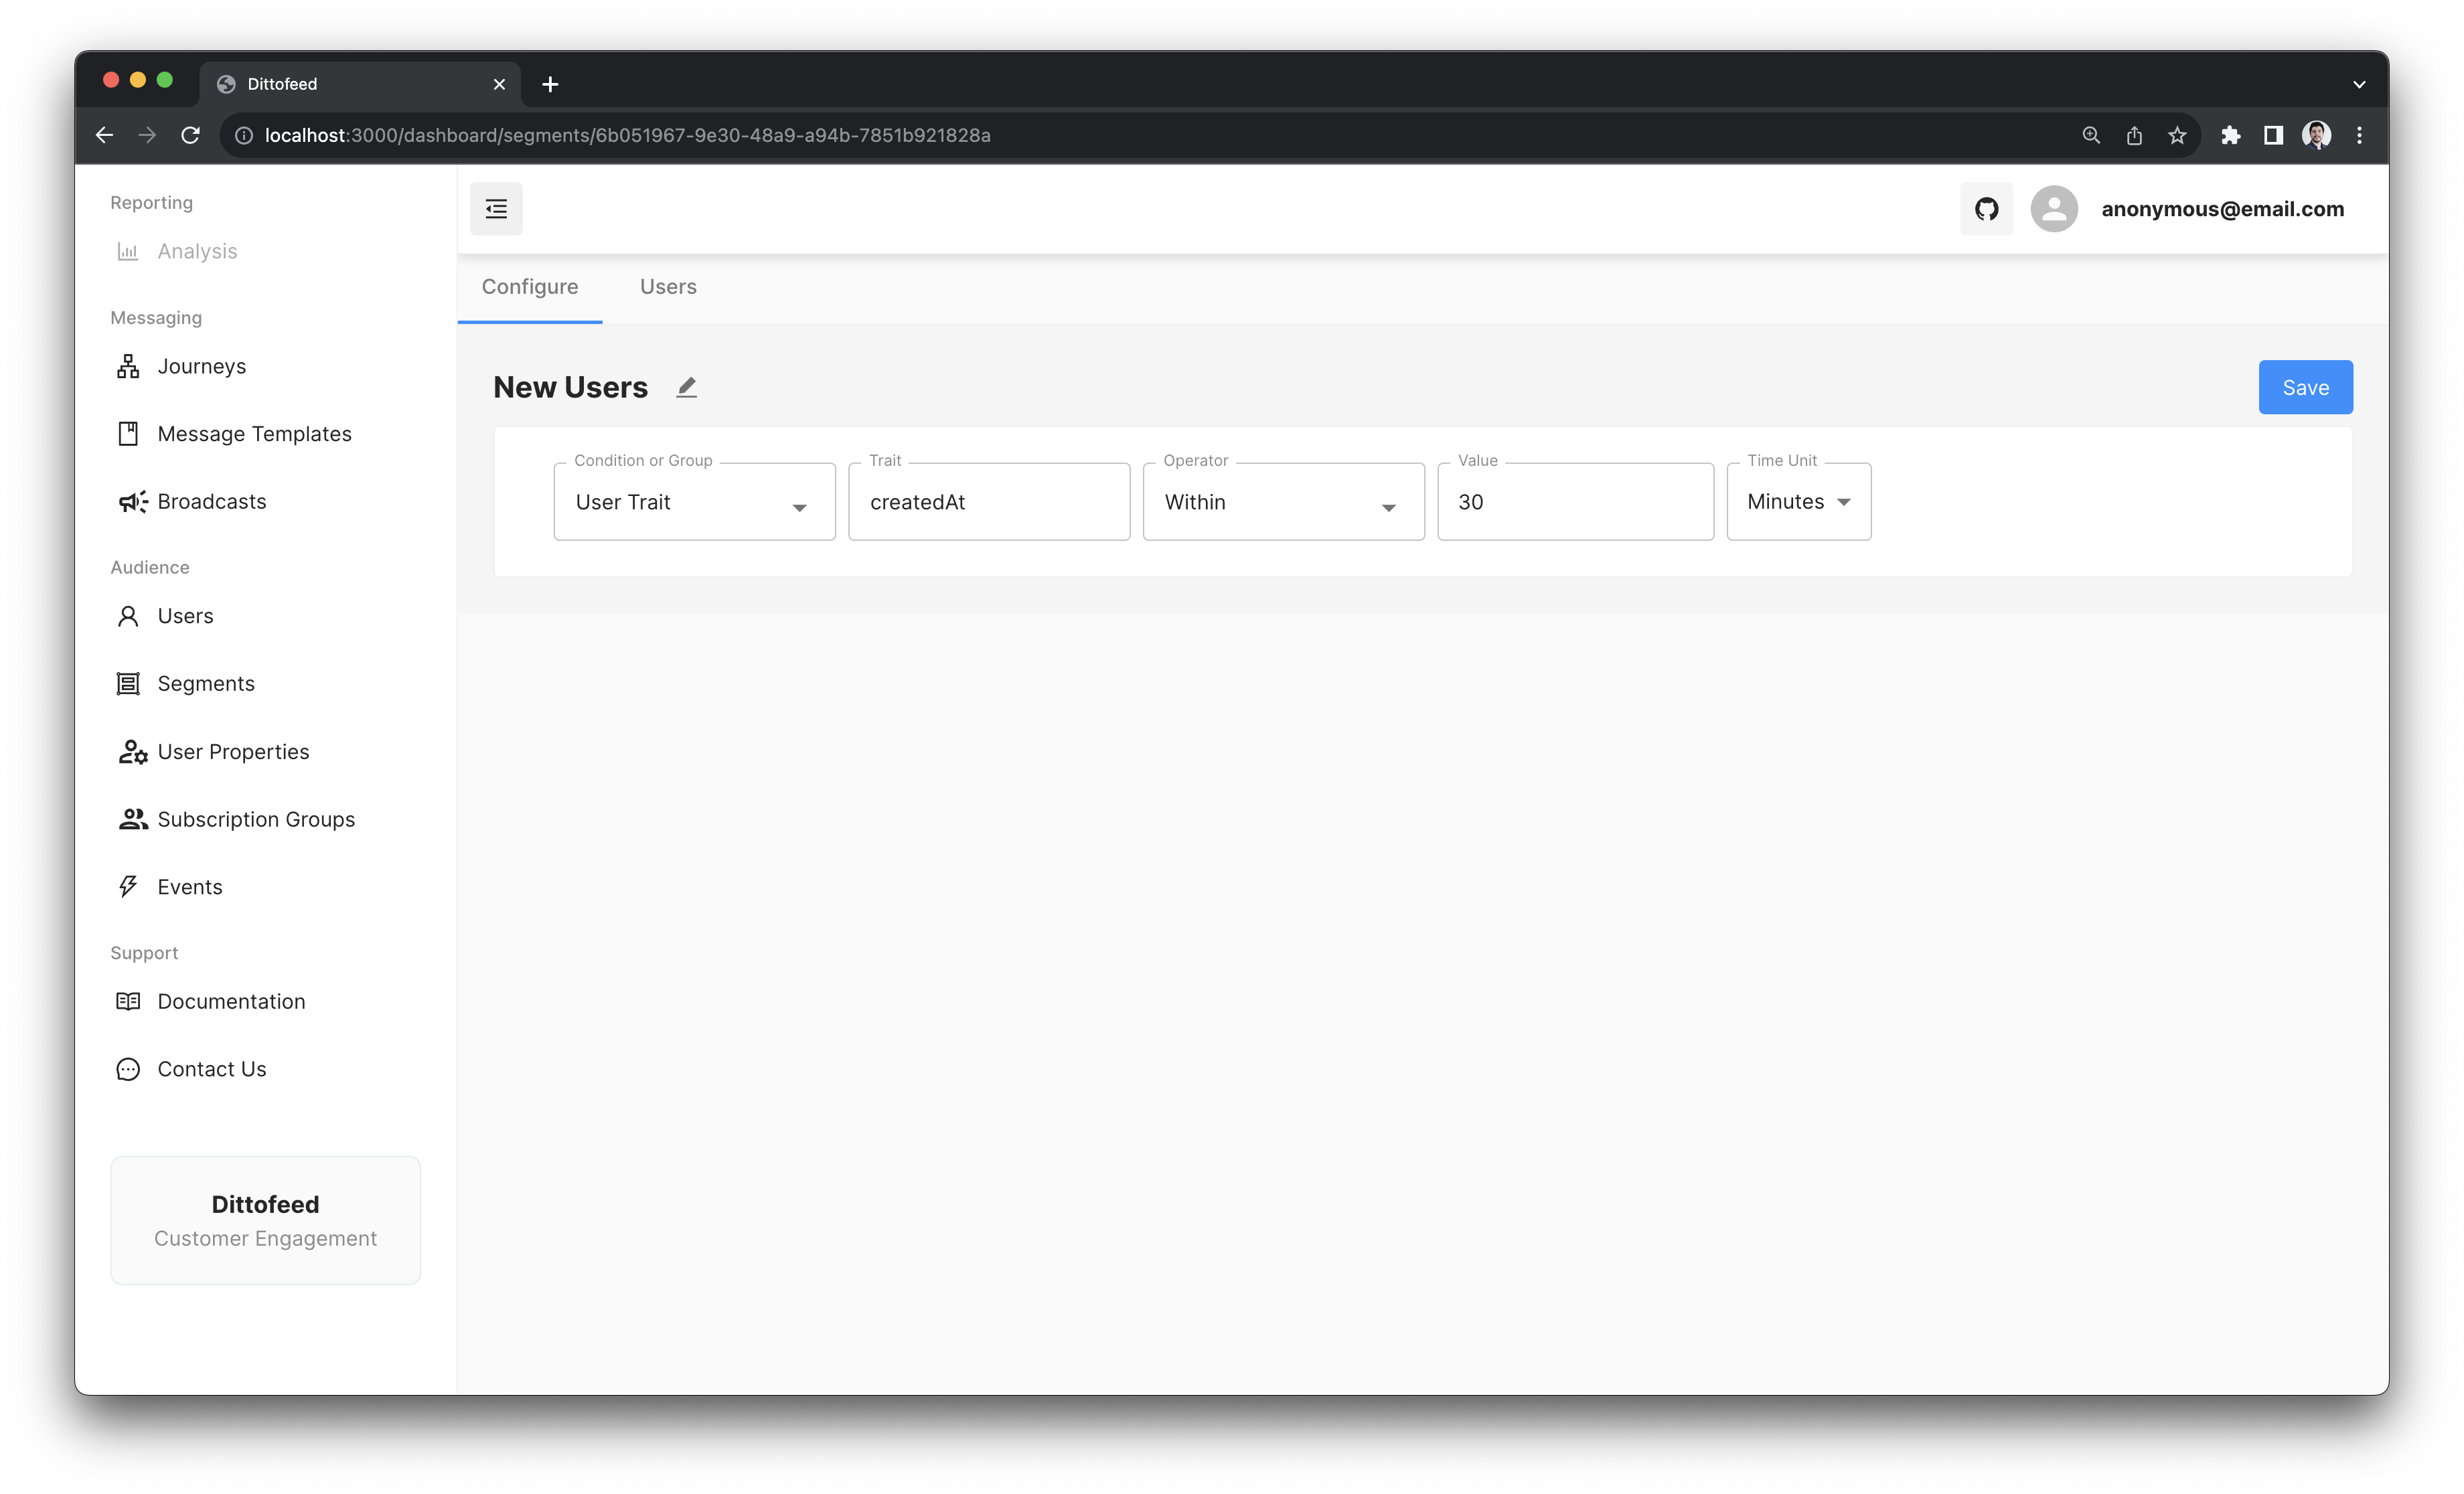 Dittofeed
localhost:3000/dashboard/segments/6b051967-9e30-48a9-a94b-7851b921828a
Reporting
Analysis
Messaging
Journeys
Message Templates
Broadcasts
Audience
Users
Segments
User Properties
Subscription Groups
Events
Support
Documentation
Contact Us
Dittofeed
Customer Engagement
anonymous@email.com
Configure
Users
New Users
Save
Condition or Group
User Trait
Trait
createdAt
Operator
Within
Value
30
Time Unit
Minutes